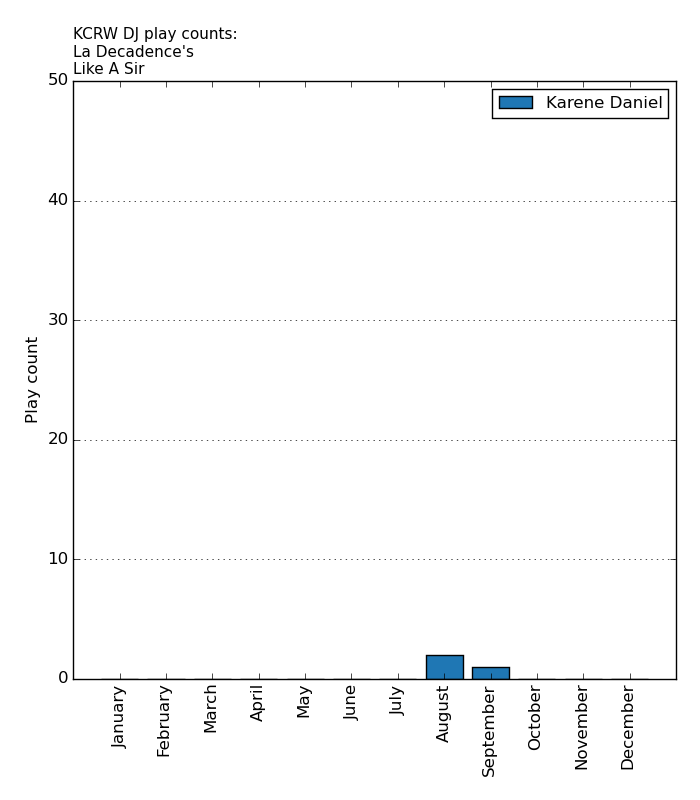 KCRW DJ play counts:
La Decadence's
Like A Sir
Karene Daniel
50
40
30
20
10
0
Play count
January
February
March
April
May
June
July
August
September
October
November
December